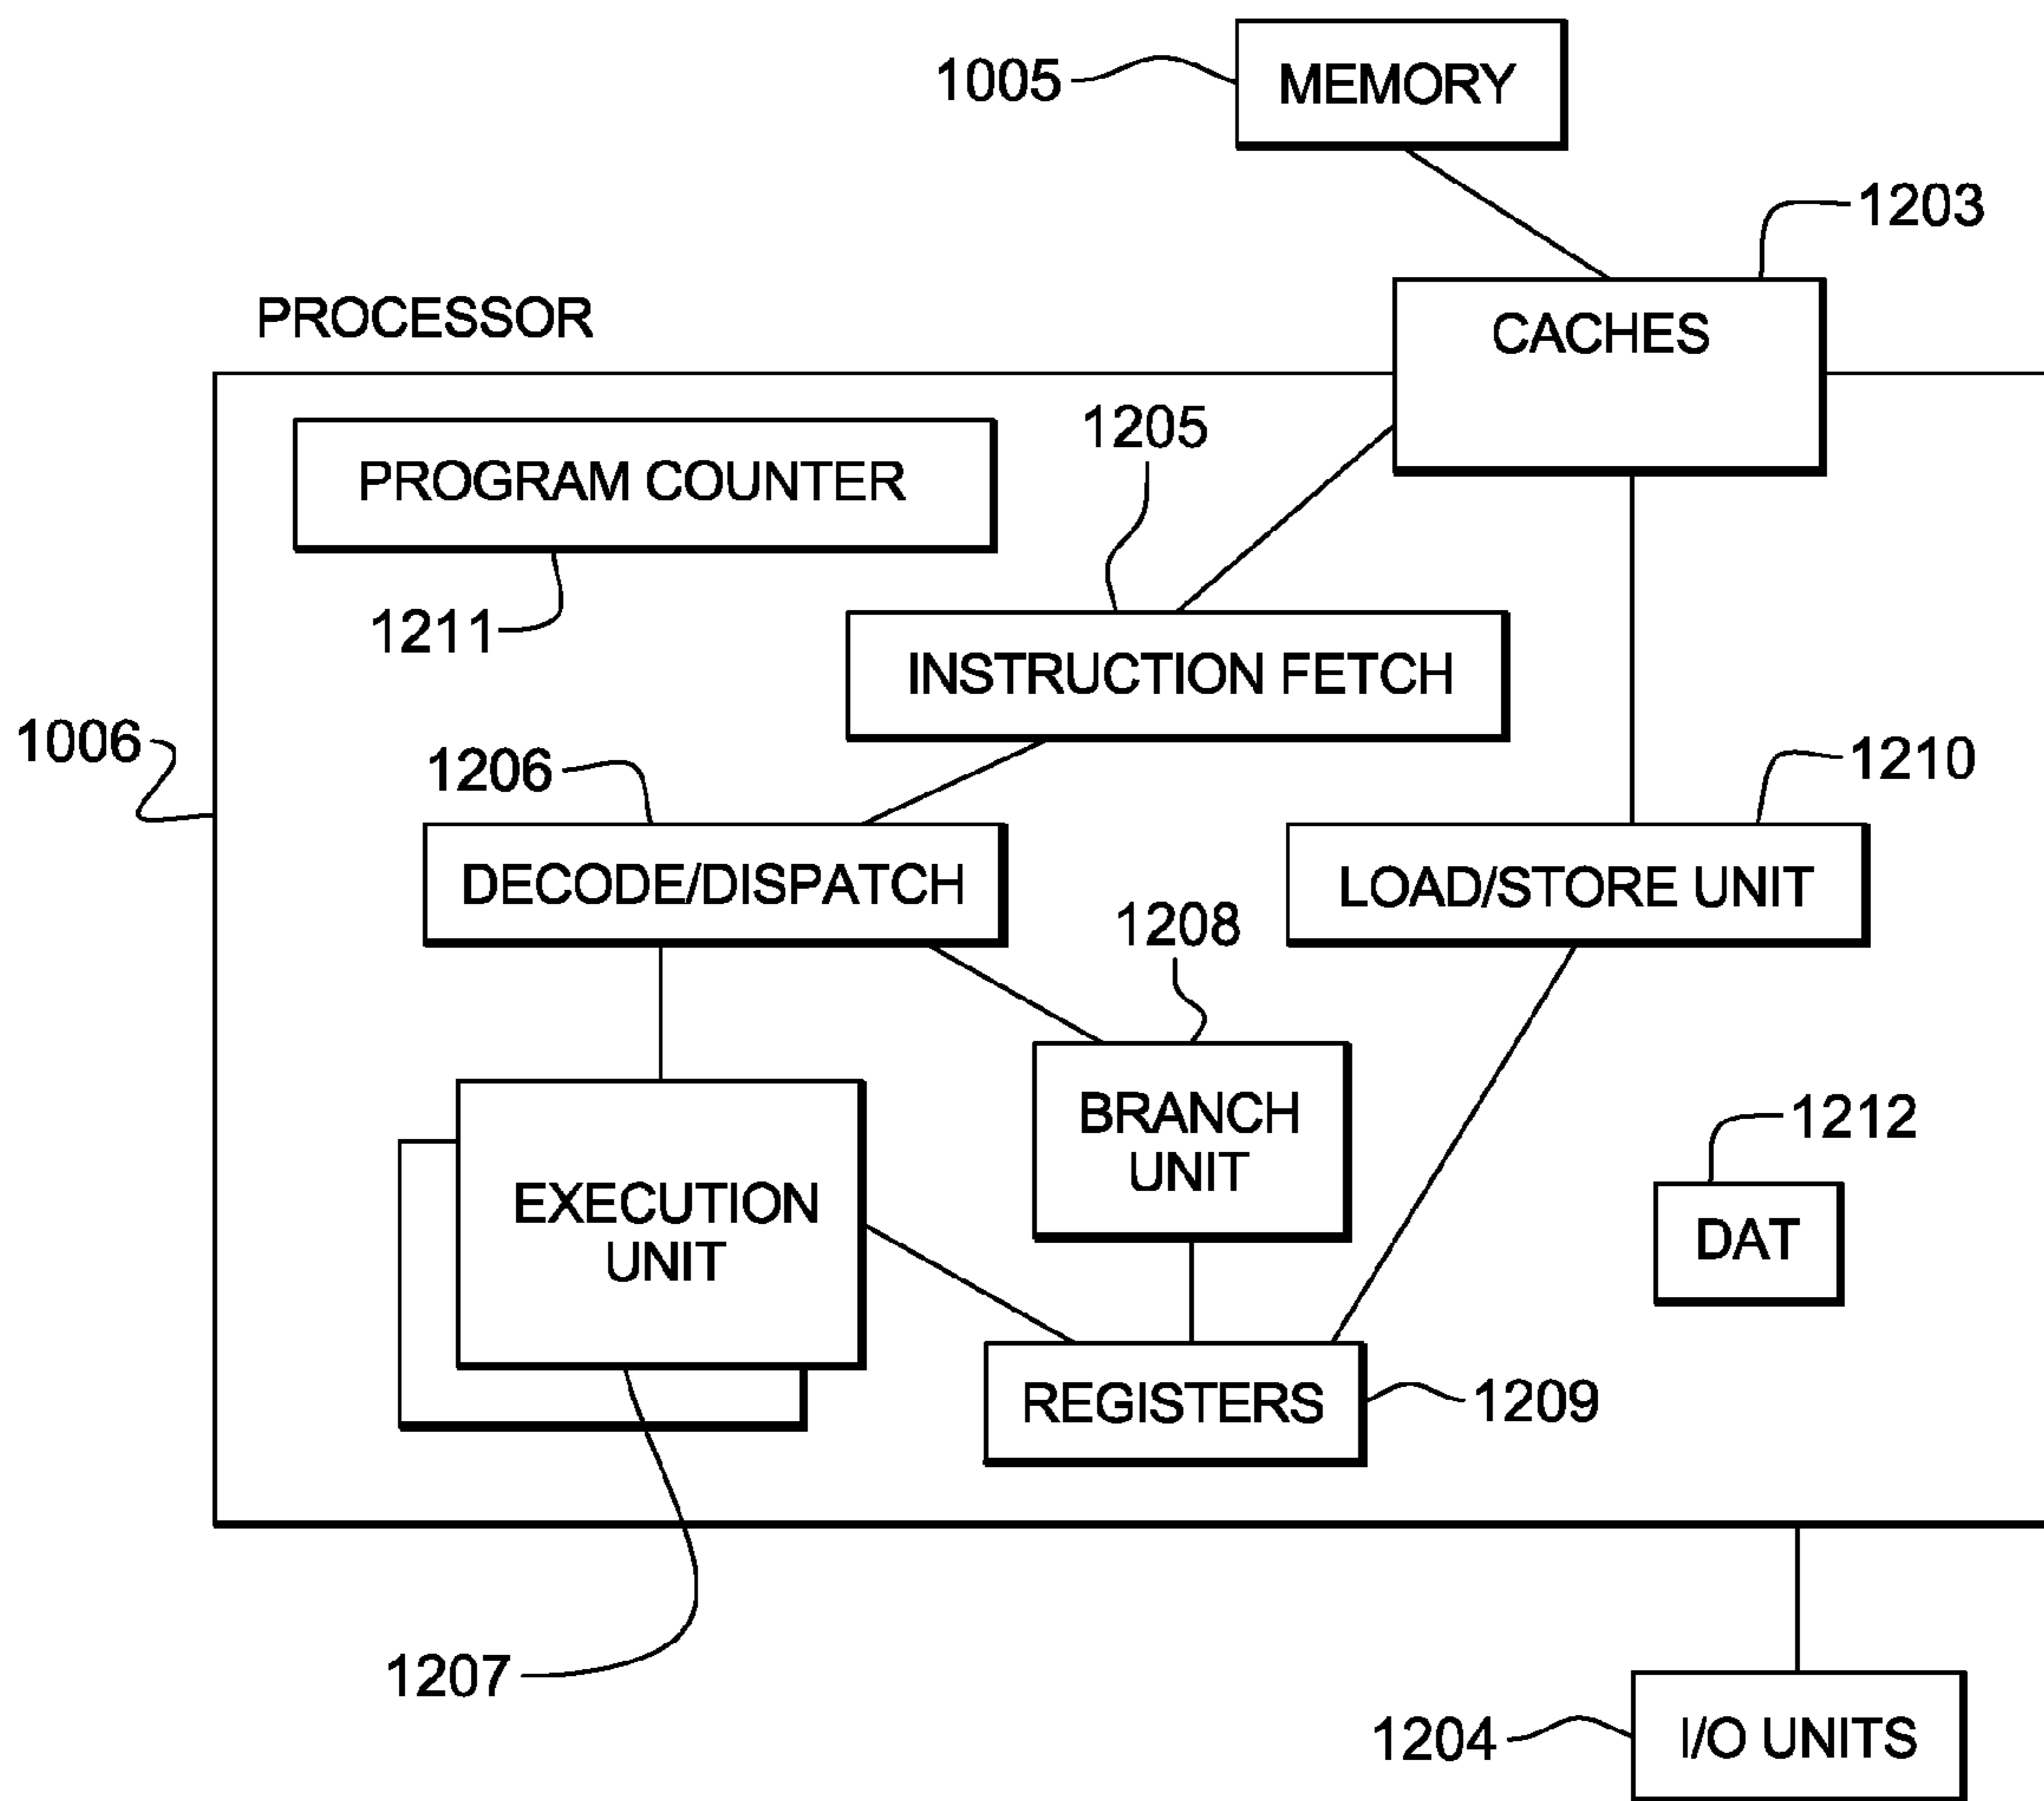 1005
MEMORY
1203
PROCESSOR
CACHES
1205
PROGRAM COUNTER
1211
INSTRUCTION FETCH
1006
1206
1210
DECODE/DISPATCH
LOAD/STORE UNIT
1208
BRANCH
UNIT
1212
EXECUTION
UNIT
DAT
REGISTERS
1209
1207
1204
I/O UNITS